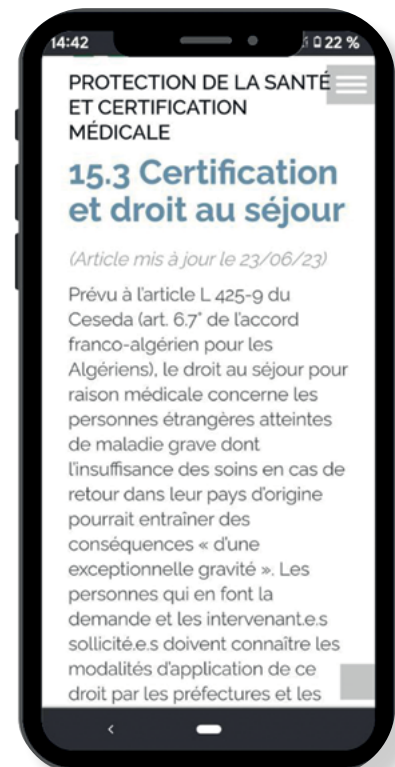 14:42 22 %
PROTECTION DE LA SANTÉ
ET CERTIFICATION
MÉDICALE
15.3 Certification
et droit au séjour
(Article mis à jour le 23/06/23)
Prévu à l'article L 425-9 du
Ceseda (art. 6.7° de l'accord
franco-algérien pour les
Algériens), le droit au séjour pour
raison médicale concerne les
personnes étrangères atteintes
de maladie grave dont
l'insuffisance des soins en cas de
retour dans leur pays d'origine
pourrait entraîner des
conséquences « d'une
exceptionnelle gravité ». Les
personnes qui en font la
demande et les intervenant.e.s
sollicité.e.s doivent connaître les
modalités d'application de ce
droit par les préfectures et les